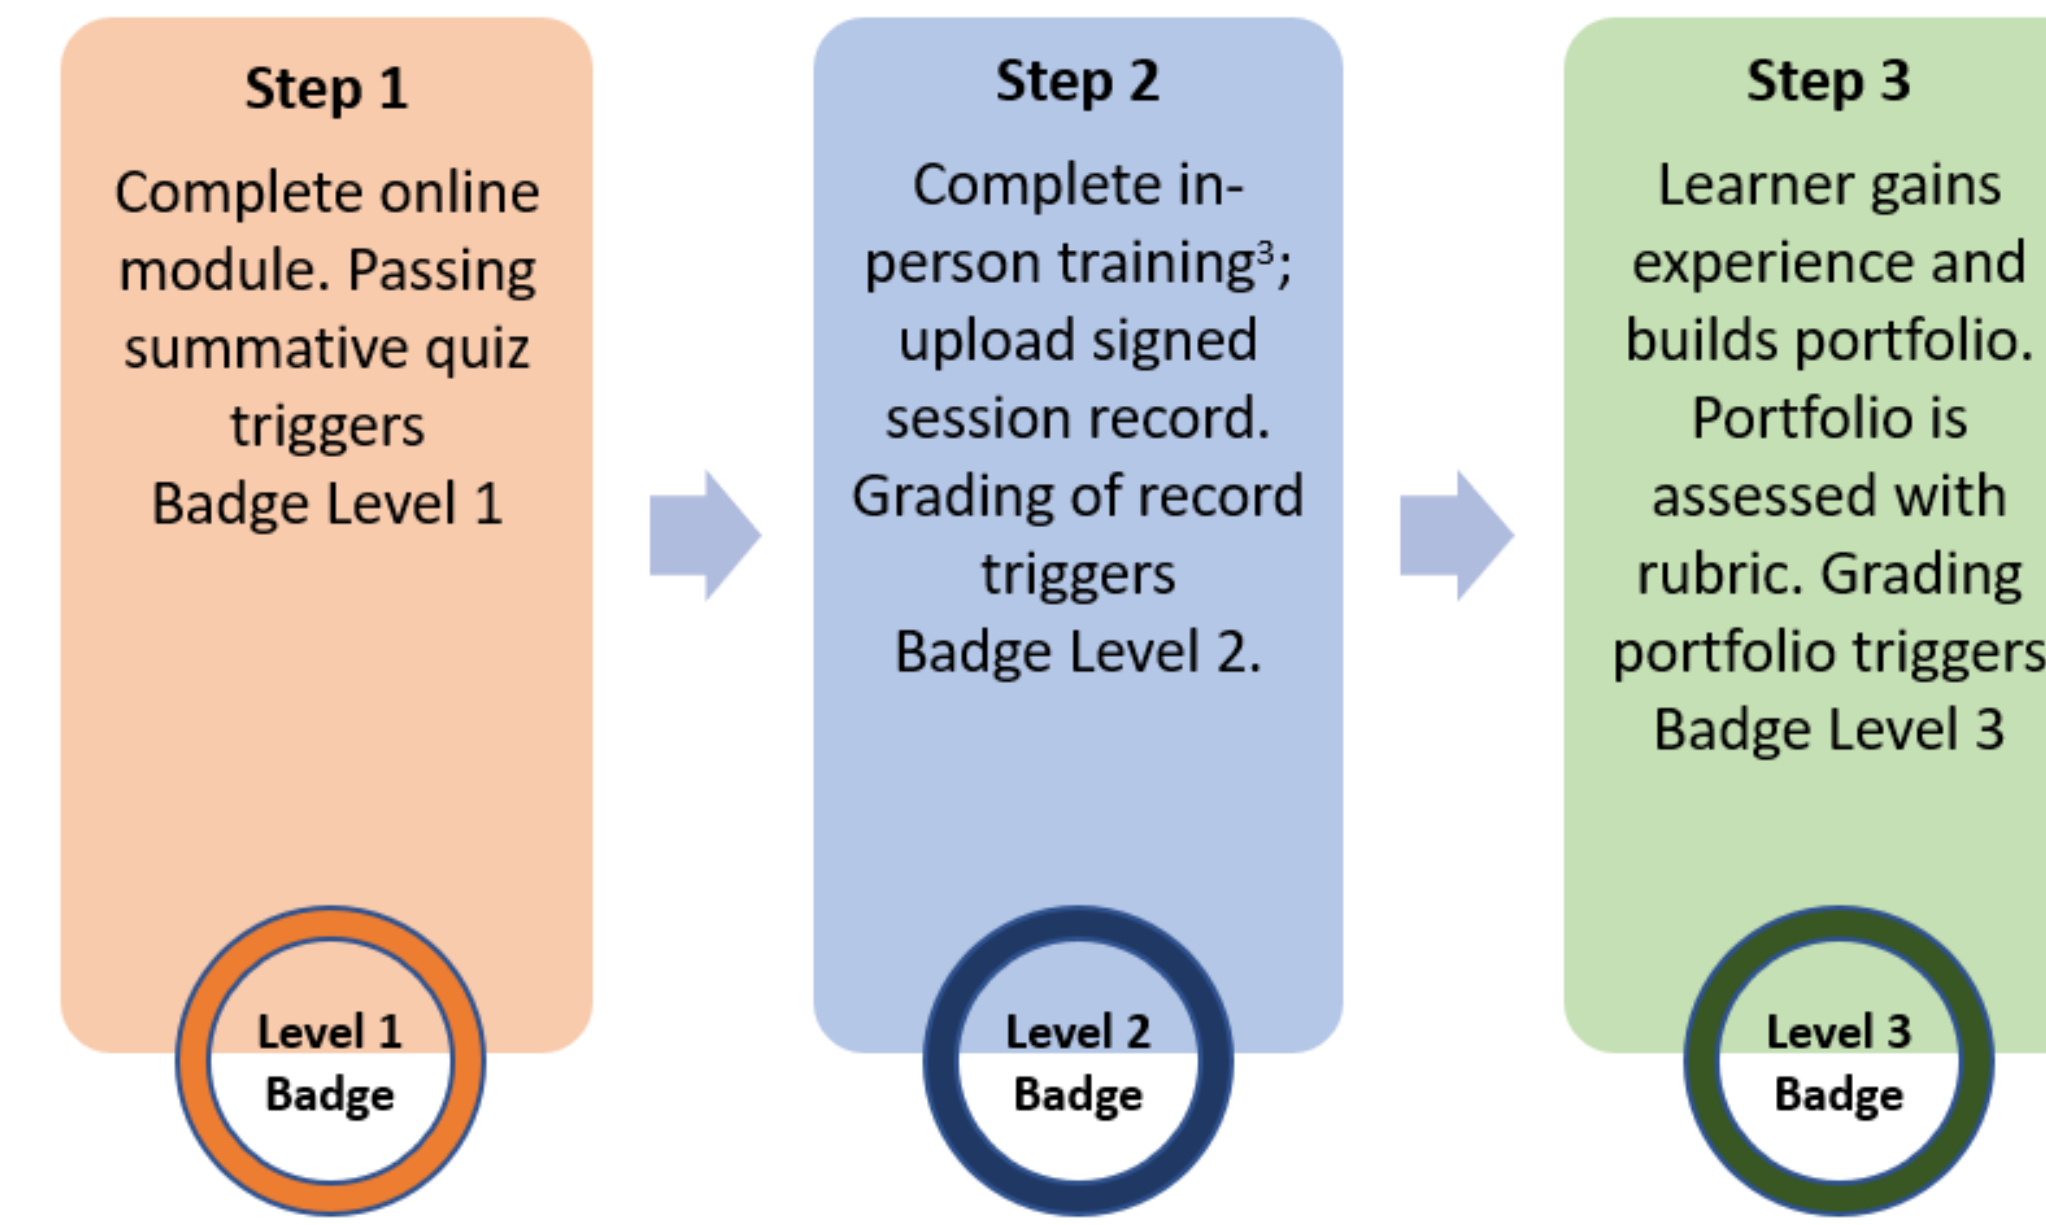 Step 1
Complete online
module. Passing
summative quiz
triggers
Badge Level 1
Level 1
Badge
Step 2
Complete in-
person training³;
upload signed
session record.
Grading of record
triggers
Badge Level 2.
Level 2
Badge
Step 3
Learner gains
experience and
builds portfolio.
Portfolio is
assessed with
rubric. Grading
portfolio triggers
Badge Level 3
Level 3
Badge